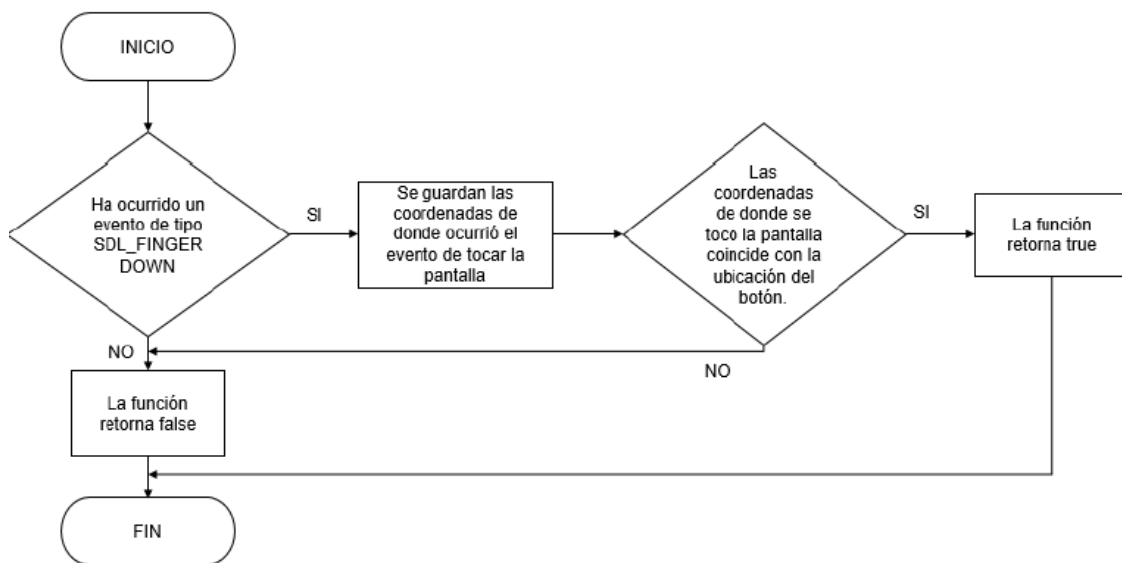 INICIO
Ha ocurrido un
evento de tipo
SDL_FINGER
DOWN
SI
Se guardan las
coordenadas de
donde ocurrió el
evento de tocar la
pantalla
Las
coordenadas
de donde se
toco la pantalla
coincide con la
ubicación del
botón.
SI
La función
retorna true
NO
NO
La función
retorna false
FIN